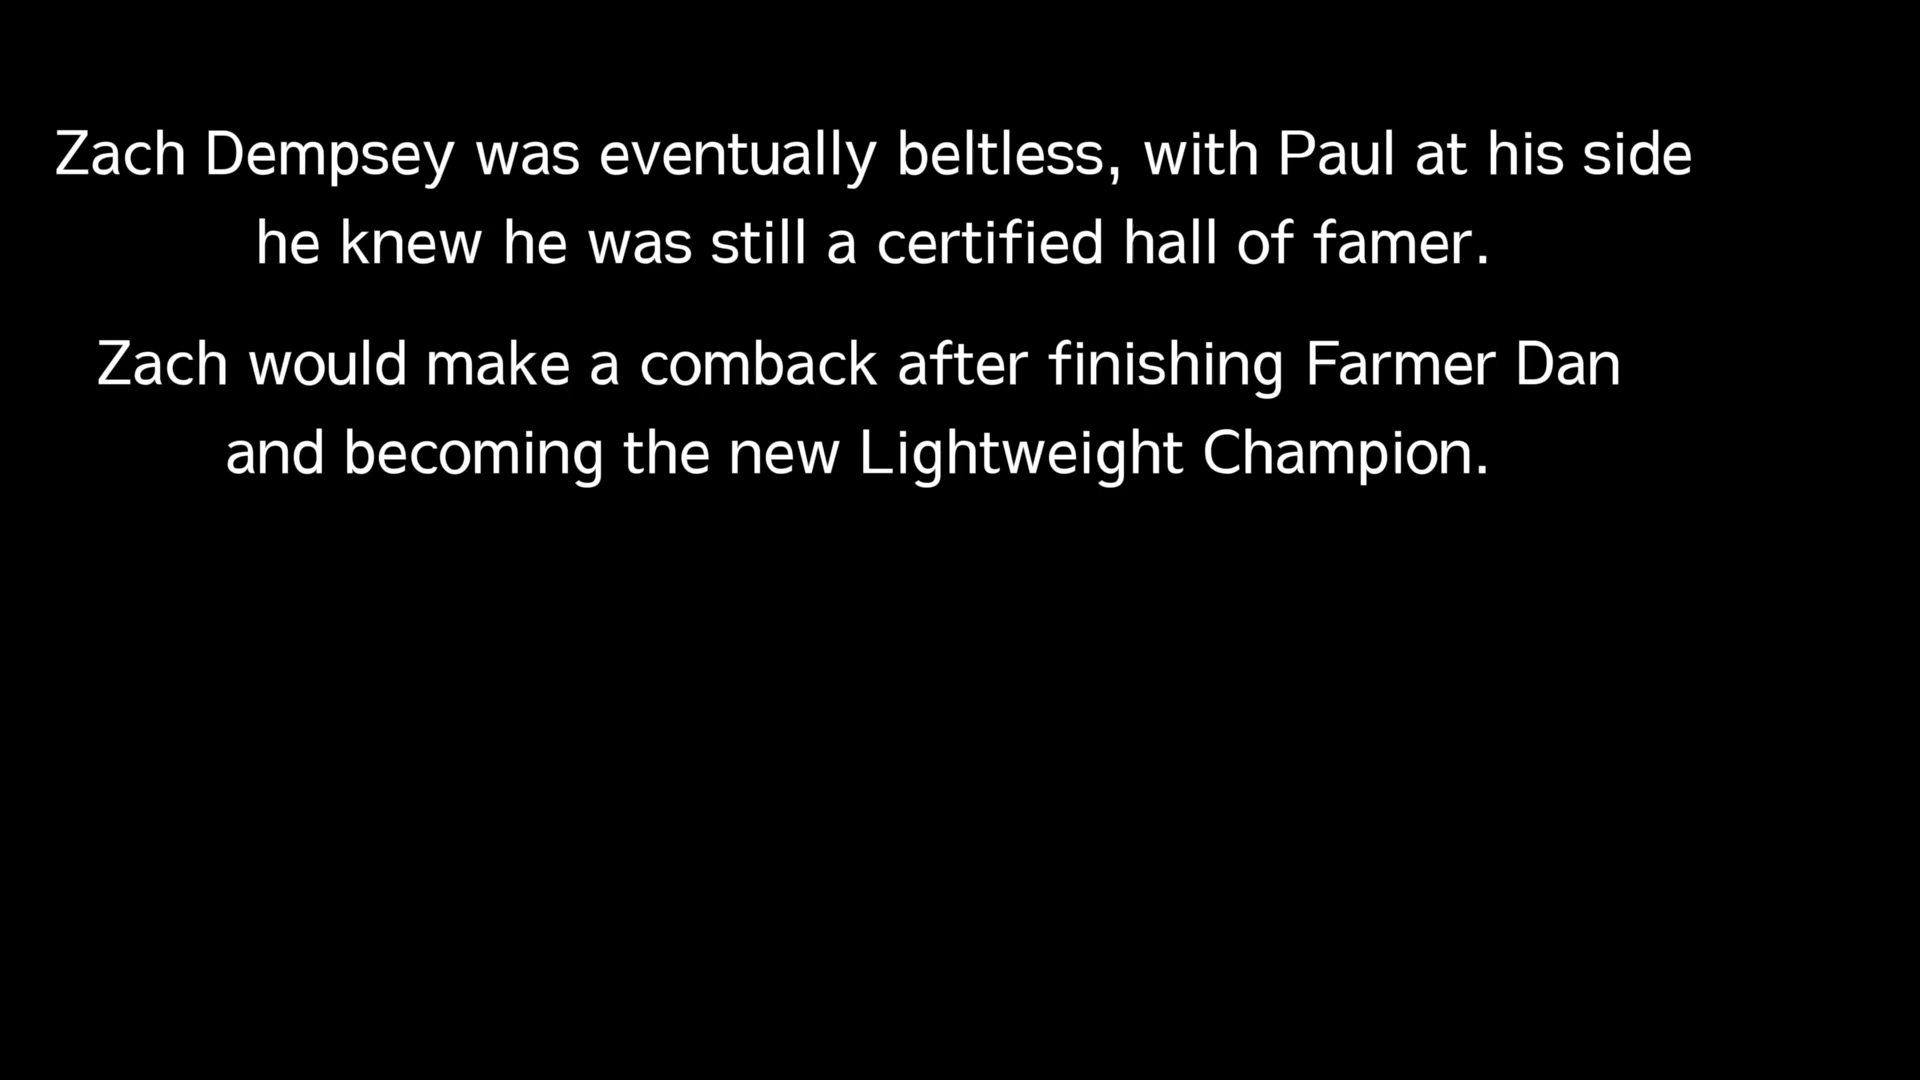 Zach Dempsey was eventually beltless, with Paul at his side
he knew he was still a certified hall of famer.
Zach would make a comback after finishing Farmer Dan
and becoming the new Lightweight Champion.